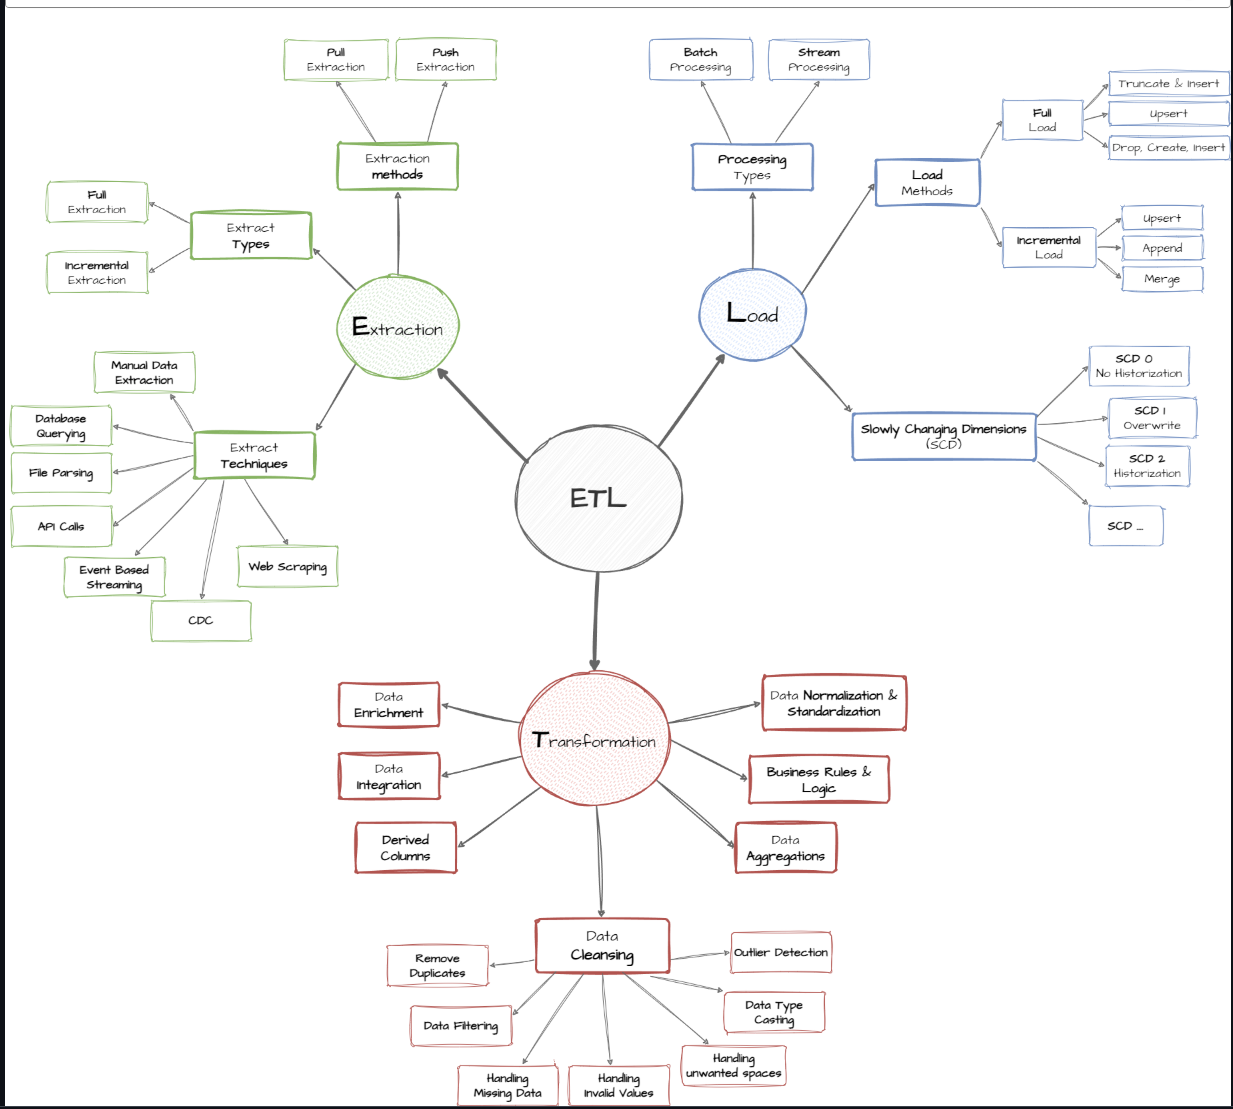 Pull
Extraction
Push
Extraction
Extraction
methods
Full
Extraction
Extract
Types
Incremental
Extraction
Extraction
Manual Data
Extraction
Database
Querying
File Parsing
API Calls
Event Based
Streaming
CDC
Web Scraping
Extract
Techniques
Batch
Processing
Stream
Processing
Processing
Types
Load
Load
Methods
Full
Load
Truncate & Insert
Upsert
Drop, Create, Insert
Incremental
Load
Upsert
Append
Merge
Slowly Changing Dimensions
(SCD)
SCD 0
No Historization
SCD 1
Overwrite
SCD 2
Historization
SCD ...
ETL
Transformation
Data
Enrichment
Data
Integration
Derived
Columns
Data Normalization &
Standardization
Business Rules &
Logic
Data
Aggregations
Data
Cleansing
Remove
Duplicates
Data Filtering
Handling
Missing Data
Handling
Invalid Values
Handling
unwanted spaces
Data Type
Casting
Outlier Detection